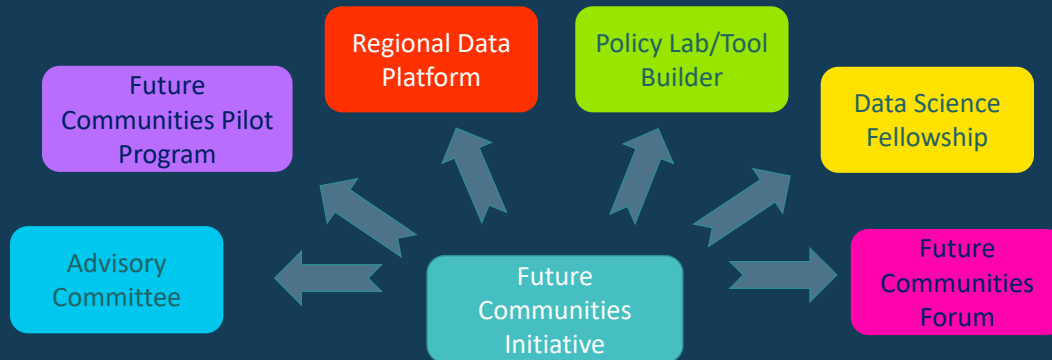 Regional Data
Platform
Policy Lab/Tool
Builder
Future
Communities Pilot
Program
Data Science
Fellowship
Advisory
Committee
Future
Communities
Initiative
Future
Communities
Forum